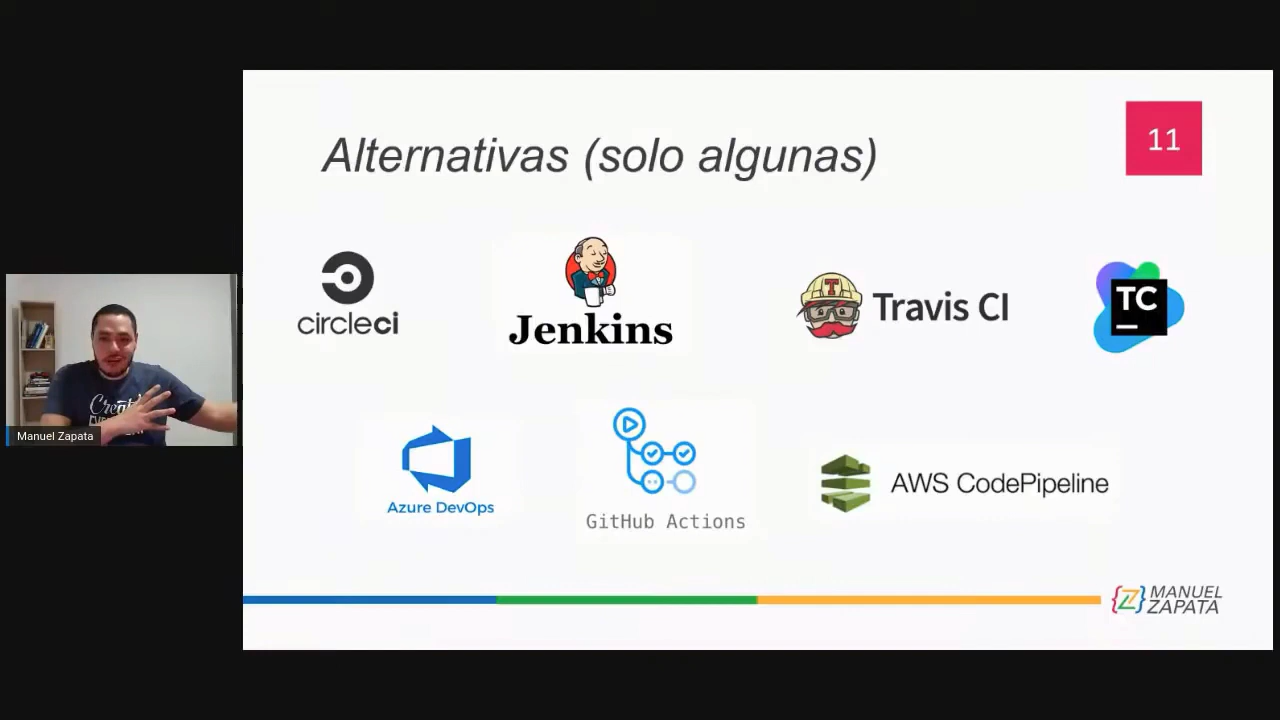 Alternativas (solo algunas)
11
circleci
Jenkins
Travis CI
TC
Azure DevOps
GitHub Actions
AWS CodePipeline
MANUEL
ZAPATA
Manuel Zapata